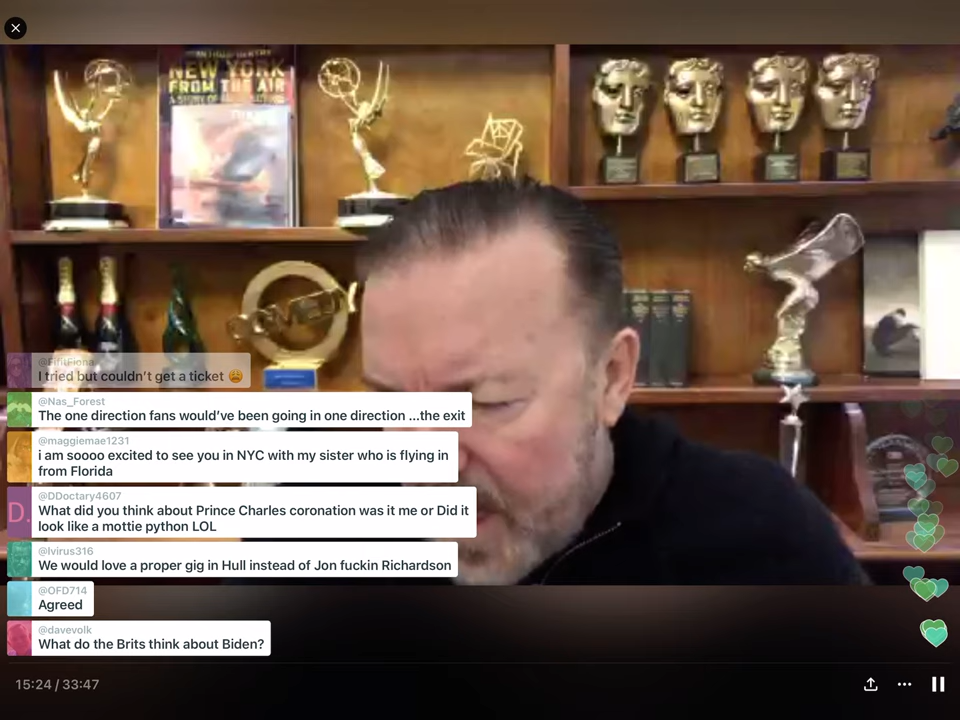 NEW YORK
FROM THE AIR
A STORY OF
COMEDY
@FifiFiona
I tried but couldn't get a ticket 😩
@Nas_Forest
The one direction fans would've been going in one direction ...the exit
@maggiemae1231
i am soooo excited to see you in NYC with my sister who is flying in
from Florida
D.
@DDoctary4607
What did you think about Prince Charles coronation was it me or Did it
look like a mottie python LOL
@lvirus316
We would love a proper gig in Hull instead of Jon fuckin Richardson
@OFD714
Agreed
@davevolk
What do the Brits think about Biden?
15:24 / 33:47